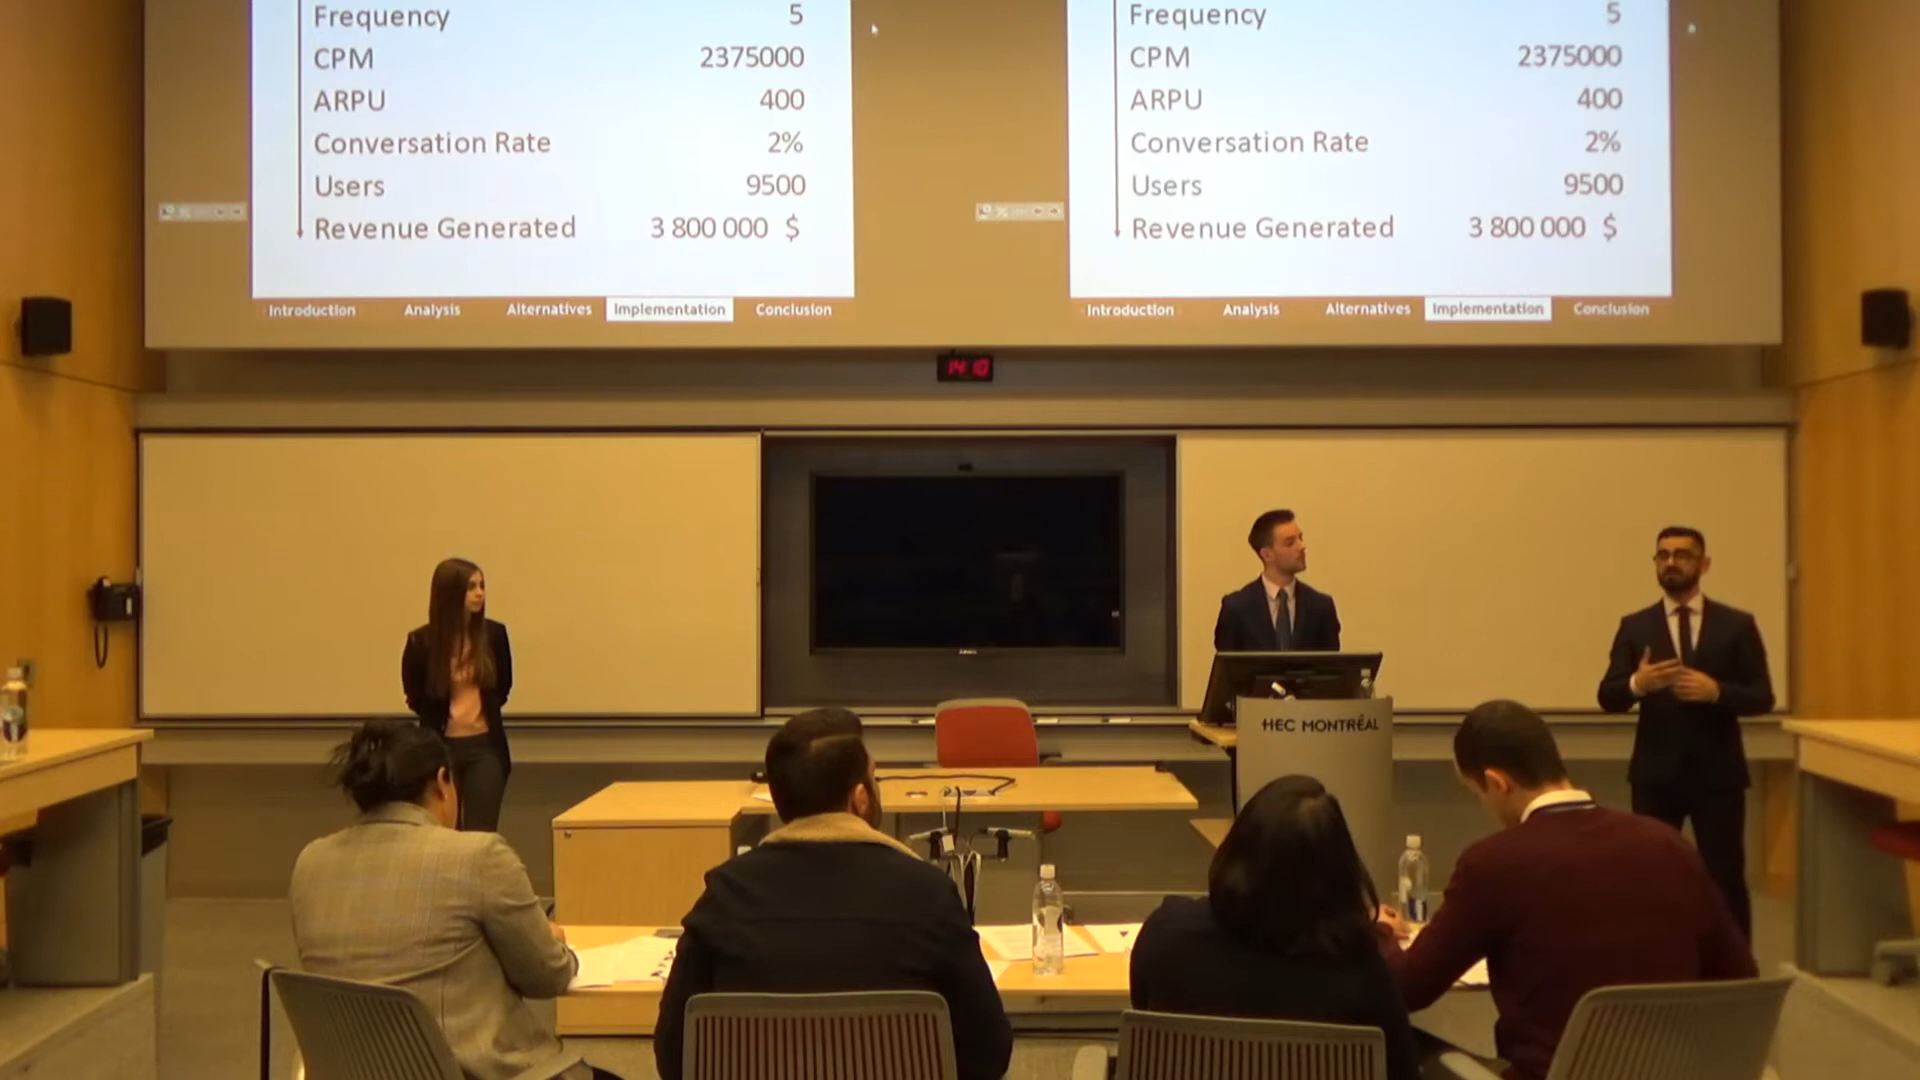 Frequency 5
CPM 2375000
ARPU 400
Conversation Rate 2%
Users 9500
Revenue Generated 3 800 000 $
Introduction Analysis Alternatives Implementation Conclusion
Frequency 5
CPM 2375000
ARPU 400
Conversation Rate 2%
Users 9500
Revenue Generated 3 800 000 $
Introduction Analysis Alternatives Implementation Conclusion
14:10
HEC MONTRÉAL